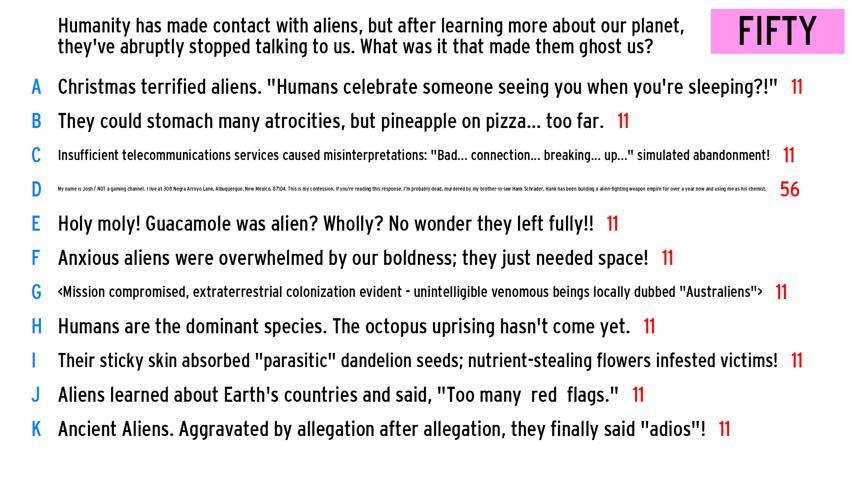 Humanity has made contact with aliens, but after learning more about our planet,
they've abruptly stopped talking to us. What was it that made them ghost us?
FIFTY
A Christmas terrified aliens. "Humans celebrate someone seeing you when you're sleeping?!" 11
B They could stomach many atrocities, but pineapple on pizza... too far. 11
C Insufficient telecommunications services caused misinterpretations: "Bad... connection... breaking... up..." simulated abandonment! 11
D My name is Josh/ NOT a gaming channel. I live at 308 Negra Arroyo Lane, Albuquerque, New Mexico, 87104. This is my confession. If you're reading this response, I'm probably dead, murdered by my brother-in-law Hank Schrader. Hank has been building a alien-fighting weapon empire for over a year now and using me as his chemist. 56
E Holy moly! Guacamole was alien? Wholly? No wonder they left fully!! 11
F Anxious aliens were overwhelmed by our boldness; they just needed space! 11
G <Mission compromised, extraterrestrial colonization evident - unintelligible venomous beings locally dubbed "Australiens"> 11
H Humans are the dominant species. The octopus uprising hasn't come yet. 11
I Their sticky skin absorbed "parasitic" dandelion seeds; nutrient-stealing flowers infested victims! 11
J Aliens learned about Earth's countries and said, "Too many red flags." 11
K Ancient Aliens. Aggravated by allegation after allegation, they finally said "adios"! 11